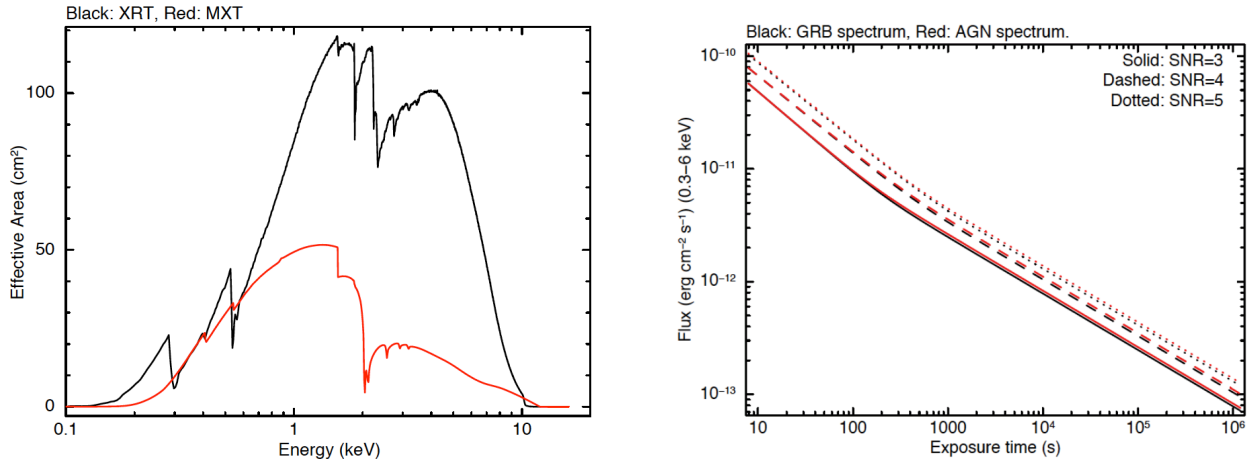 Black: XRT, Red: MXT
Effective Area (cm²)
100
50
0
0.1
1
10
Energy (keV)
Black: GRB spectrum, Red: AGN spectrum.
Solid: SNR=3
Dashed: SNR=4
Dotted: SNR=5
Flux (erg cm⁻² s⁻¹) (0.3–6 keV)
10⁻¹⁰
10⁻¹¹
10⁻¹²
10⁻¹³
10
100
1000
10⁴
10⁵
10⁶
Exposure time (s)